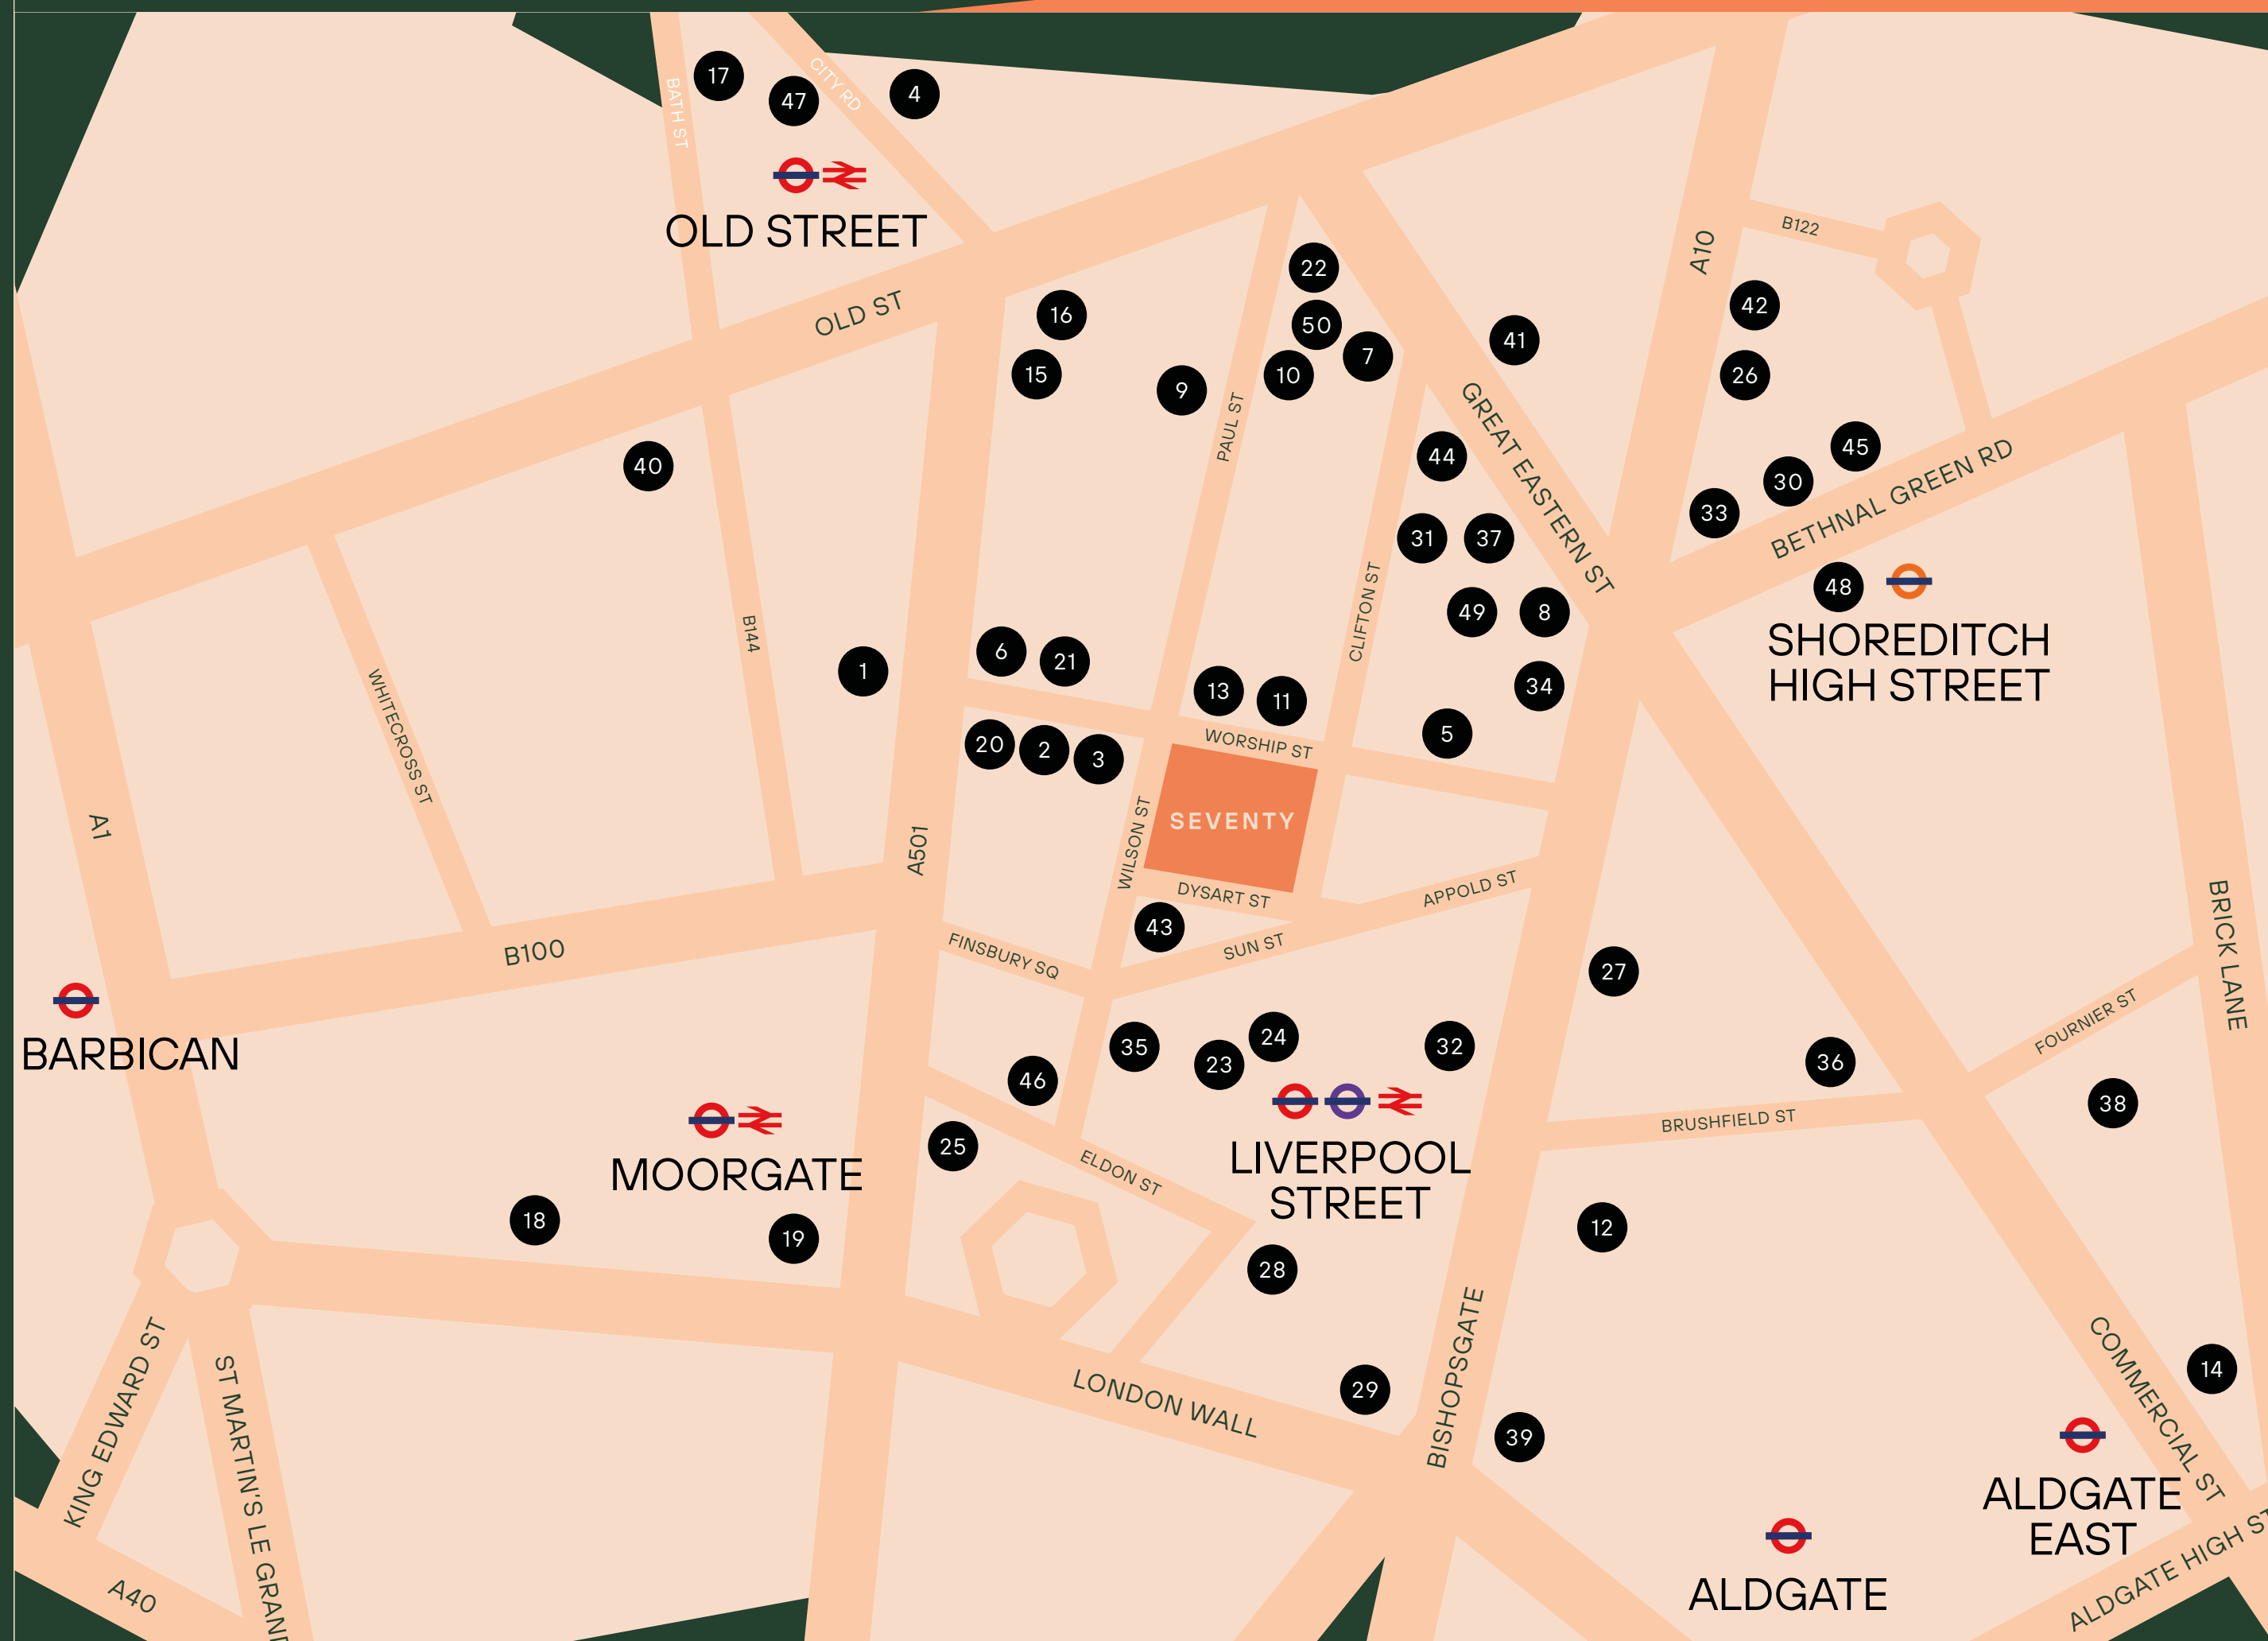 17
47
CITY RD
4
BATH ST
OLD STREET
B122
A10
22
42
OLD ST
16
50
41
7
15
10
26
9
PAUL ST
GREAT EASTERN ST
44
45
40
30
BETHNAL GREEN RD
33
31
37
48
CLIFTON ST
49
8
SHOREDITCH
HIGH STREET
B144
6
21
1
13
11
34
WHITECROSS ST
20
2
3
WORSHIP ST
5
A1
SEVENTY
A501
WILSON ST
DYSART ST
APPOLD ST
43
BRICK LANE
B100
FINSBURY SQ
SUN ST
27
FOURNIER ST
BARBICAN
35
24
32
23
36
46
38
BRUSHFIELD ST
MOORGATE
25
ELDON ST
LIVERPOOL
STREET
18
19
12
28
KING EDWARD ST
ST MARTIN'S LE GRAND
LONDON WALL
29
BISHOPSGATE
39
COMMERCIAL ST
14
ALDGATE
EAST
ALDGATE
ALDGATE HIGH ST
A40